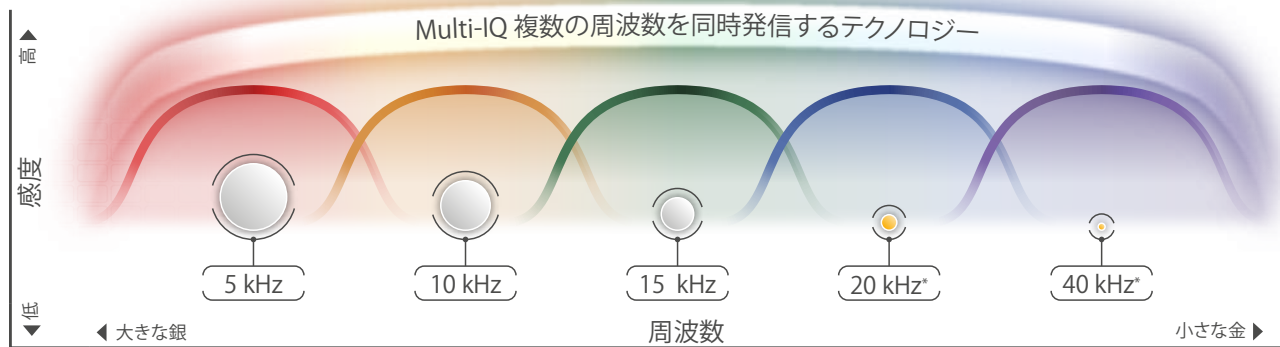 Multi-IQ 複数の周波数を同時発信するテクノロジー
高
感度
低
5 kHz
10 kHz
15 kHz
20 kHz*
40 kHz*
大きな銀
周波数
小さな金